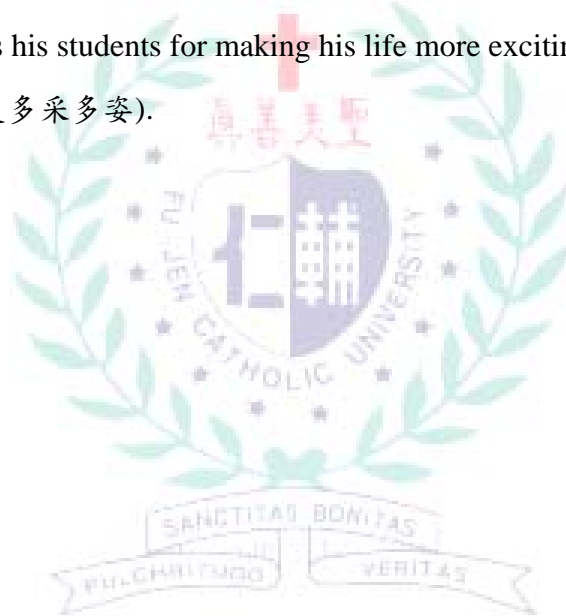 s his students for making his life more excitin
多采多姿).
真善美聖
仁輔
FU JEN CATHOLIC UNIVERSITY
SANCTITAS BONITAS
PULCHRITUDO VERITAS